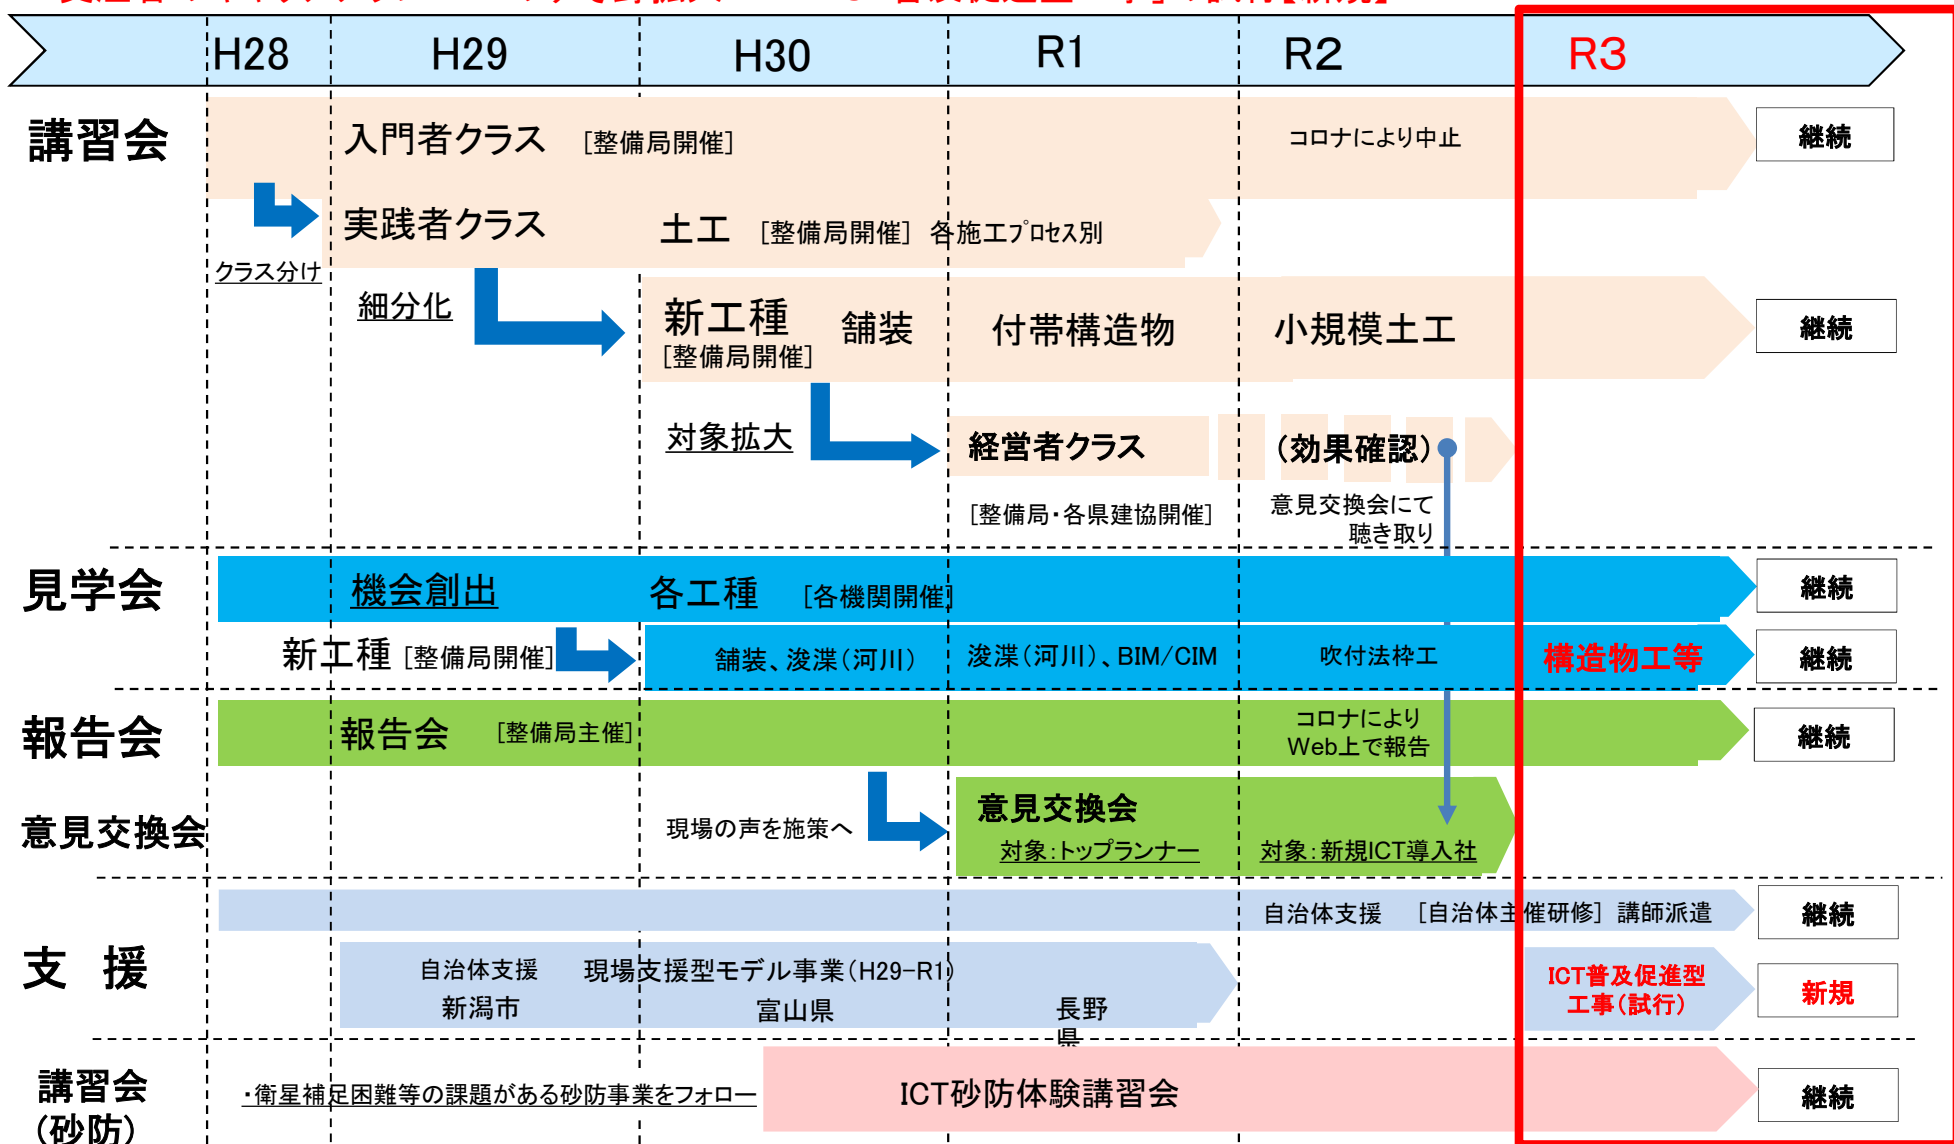 H28 H29 H30 R1 R2 R3
講習会
入門者クラス [整備局開催] コロナにより中止 継続
実践者クラス 土工 [整備局開催] 各施工プロセス別
クラス分け
細分化
新工種 舗装 付帯構造物 小規模土工 継続
[整備局開催]
対象拡大 経営者クラス (効果確認)
[整備局・各県建協開催]
意見交換会にて
聴き取り
見学会 機会創出 各工種 [各機関開催] 継続
新工種 [整備局開催] 舗装、浚渫(河川) 浚渫(河川)、BIM/CIM 吹付法枠工 構造物工等 継続
報告会 報告会 [整備局主催] 継続
コロナにより
Web上で報告
意見交換会 現場の声を施策へ 意見交換会
対象:トップランナー 対象:新規ICT導入社
支 援
自治体支援 [自治体主催研修] 講師派遣 継続
自治体支援 現場支援型モデル事業(H29-R1)
新潟市 富山県 長野
県
ICT普及促進型
工事(試行)
新規
講習会
(砂防)
・衛星補足困難等の課題がある砂防事業をフォロー ICT砂防体験講習会 継続